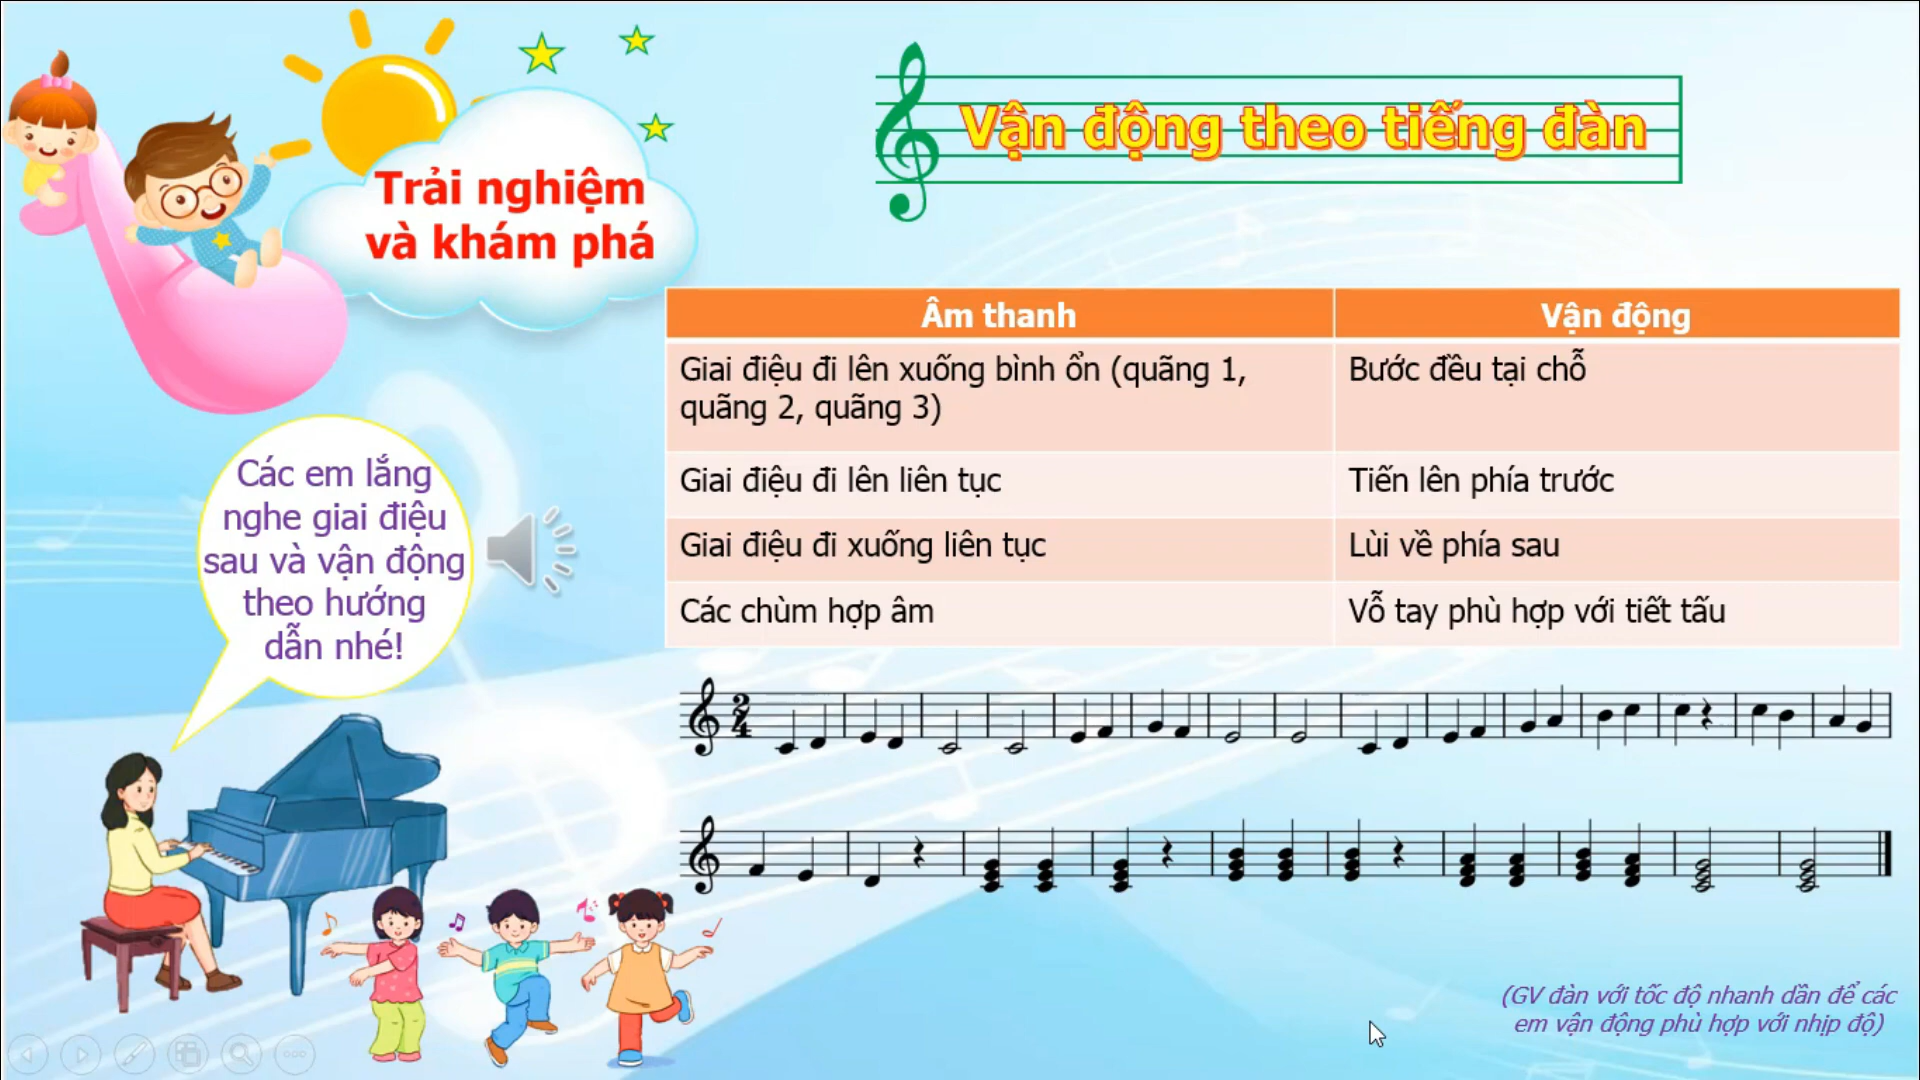 Trải nghiệm
và khám phá
Vận động theo tiếng đàn
Âm thanh
Vận động
Giai điệu đi lên xuống bình ổn (quãng 1,
quãng 2, quãng 3)
Bước đều tại chỗ
Giai điệu đi lên liên tục
Tiến lên phía trước
Giai điệu đi xuống liên tục
Lùi về phía sau
Các chùm hợp âm
Vỗ tay phù hợp với tiết tấu
Các em lắng
nghe giai điệu
sau và vận động
theo hướng
dẫn nhé!
2
4
(GV đàn với tốc độ nhanh dần để các
em vận động phù hợp với nhịp độ)